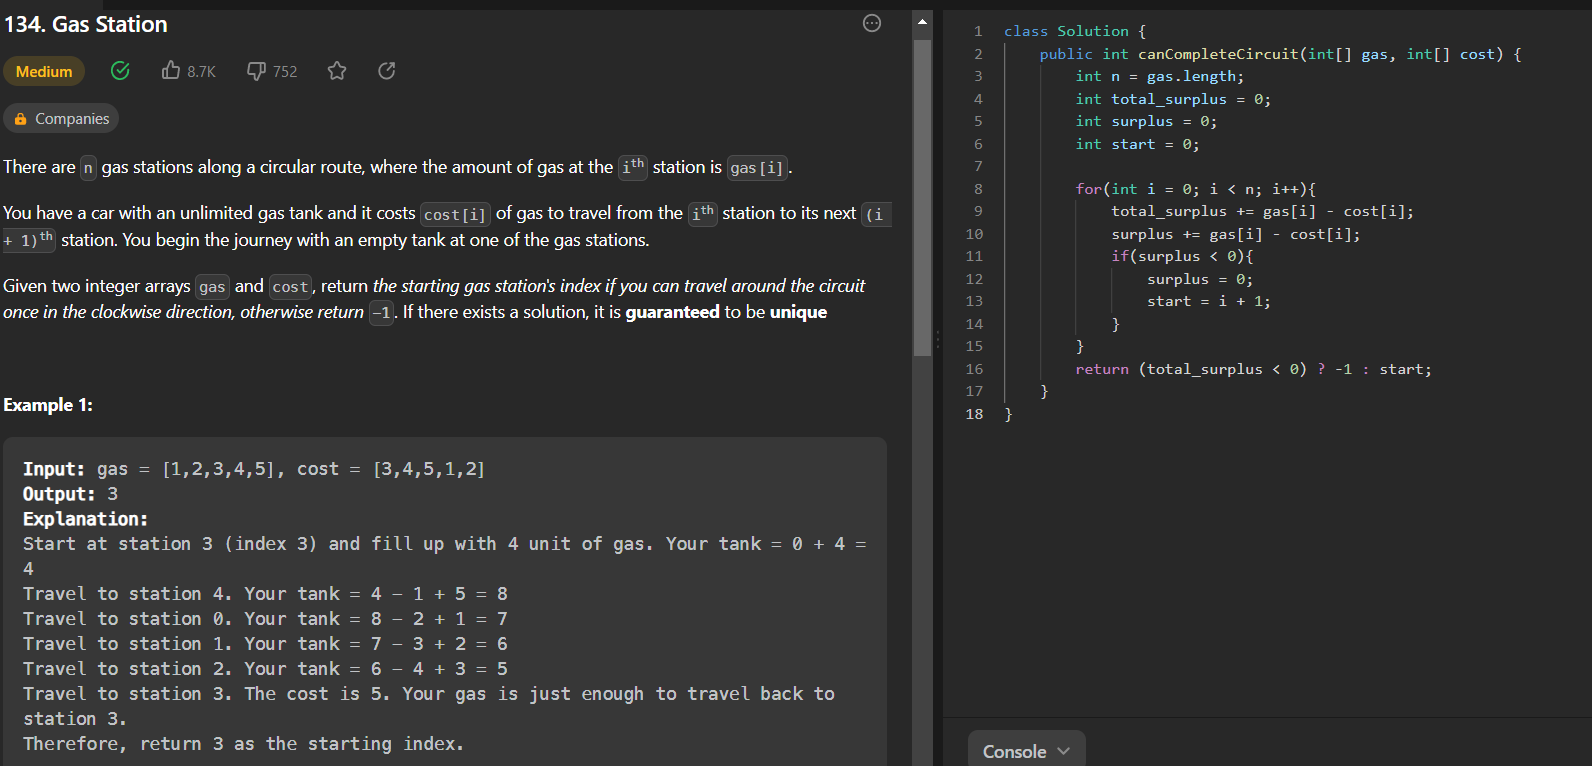 134. Gas Station
Medium 8.7K 752
Companies
There are n gas stations along a circular route, where the amount of gas at the ith station is gas[i].
You have a car with an unlimited gas tank and it costs cost[i] of gas to travel from the ith station to its next (i
+ 1)th station. You begin the journey with an empty tank at one of the gas stations.
Given two integer arrays gas and cost, return the starting gas station's index if you can travel around the circuit
once in the clockwise direction, otherwise return -1. If there exists a solution, it is guaranteed to be unique
Example 1:
Input: gas = [1,2,3,4,5], cost = [3,4,5,1,2]
Output: 3
Explanation:
Start at station 3 (index 3) and fill up with 4 unit of gas. Your tank = 0 + 4 =
4
Travel to station 4. Your tank = 4 - 1 + 5 = 8
Travel to station 0. Your tank = 8 - 2 + 1 = 7
Travel to station 1. Your tank = 7 - 3 + 2 = 6
Travel to station 2. Your tank = 6 - 4 + 3 = 5
Travel to station 3. The cost is 5. Your gas is just enough to travel back to
station 3.
Therefore, return 3 as the starting index.
1 class Solution {
2 public int canCompleteCircuit(int[] gas, int[] cost) {
3 int n = gas.length;
4 int total_surplus = 0;
5 int surplus = 0;
6 int start = 0;
7
8 for(int i = 0; i < n; i++){
9 total_surplus += gas[i] - cost[i];
10 surplus += gas[i] - cost[i];
11 if(surplus < 0){
12 surplus = 0;
13 start = i + 1;
14 }
15 }
16 return (total_surplus < 0) ? -1 : start;
17 }
18 }
Console